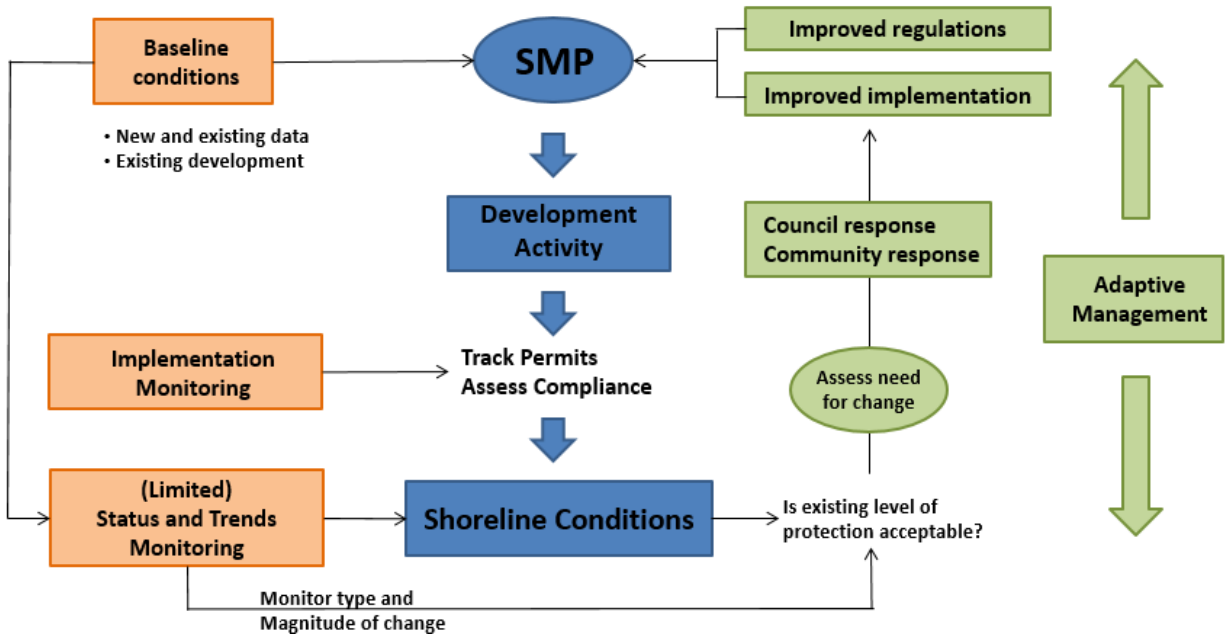 Baseline
conditions
• New and existing data
• Existing development
SMP
Improved regulations
Improved implementation
Development
Activity
Council response
Community response
Adaptive
Management
Implementation
Monitoring
Track Permits
Assess Compliance
Assess need
for change
(Limited)
Status and Trends
Monitoring
Shoreline Conditions
Is existing level of
protection acceptable?
Monitor type and
Magnitude of change